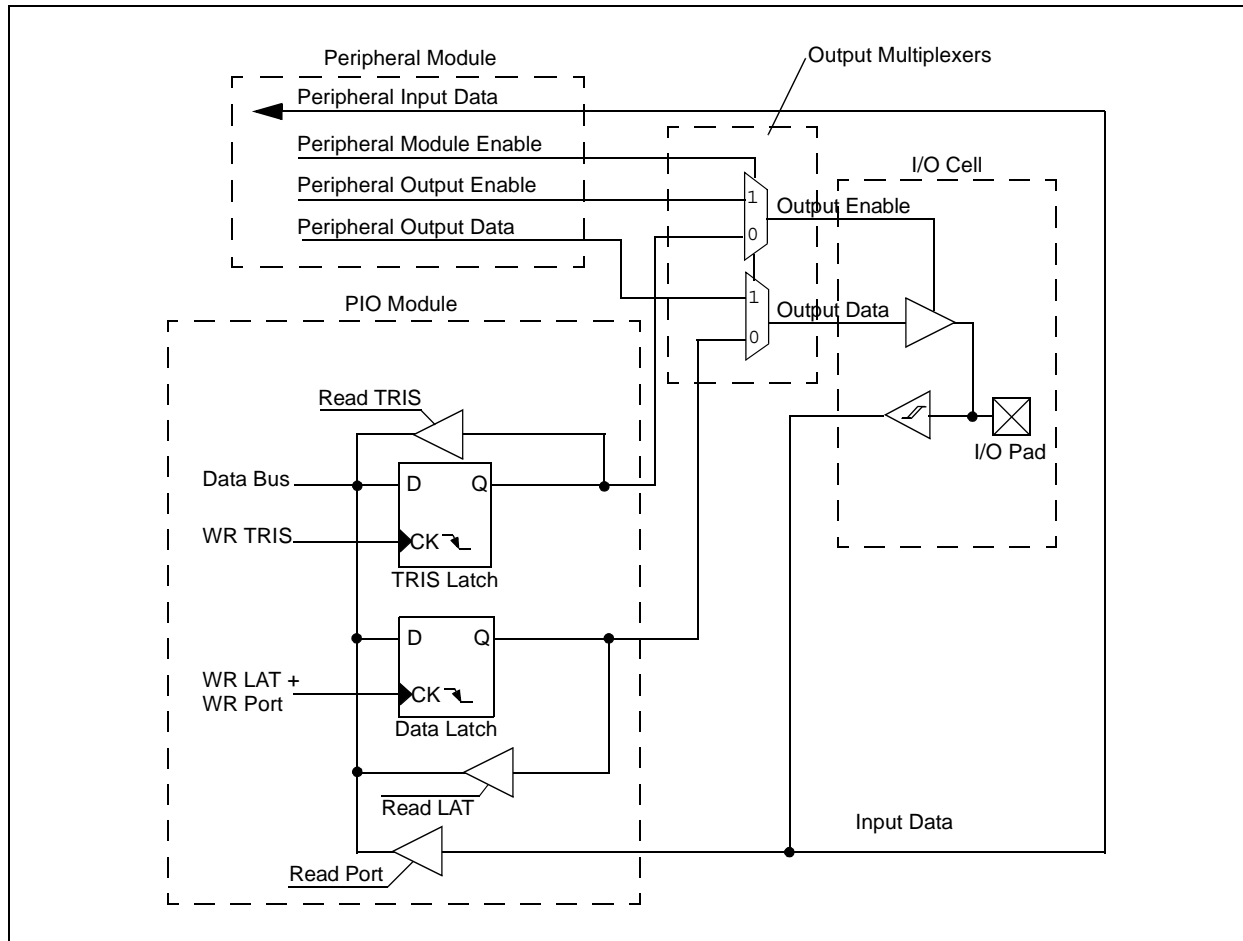 Peripheral Module
Output Multiplexers
Peripheral Input Data
Peripheral Module Enable
I/O Cell
Peripheral Output Enable
1
Output Enable
Peripheral Output Data
0
PIO Module
1
Output Data
0
Read TRIS
I/O Pad
Data Bus
D
Q
WR TRIS
CK
TRIS Latch
D
Q
WR LAT +
WR Port
CK
Data Latch
Read LAT
Input Data
Read Port